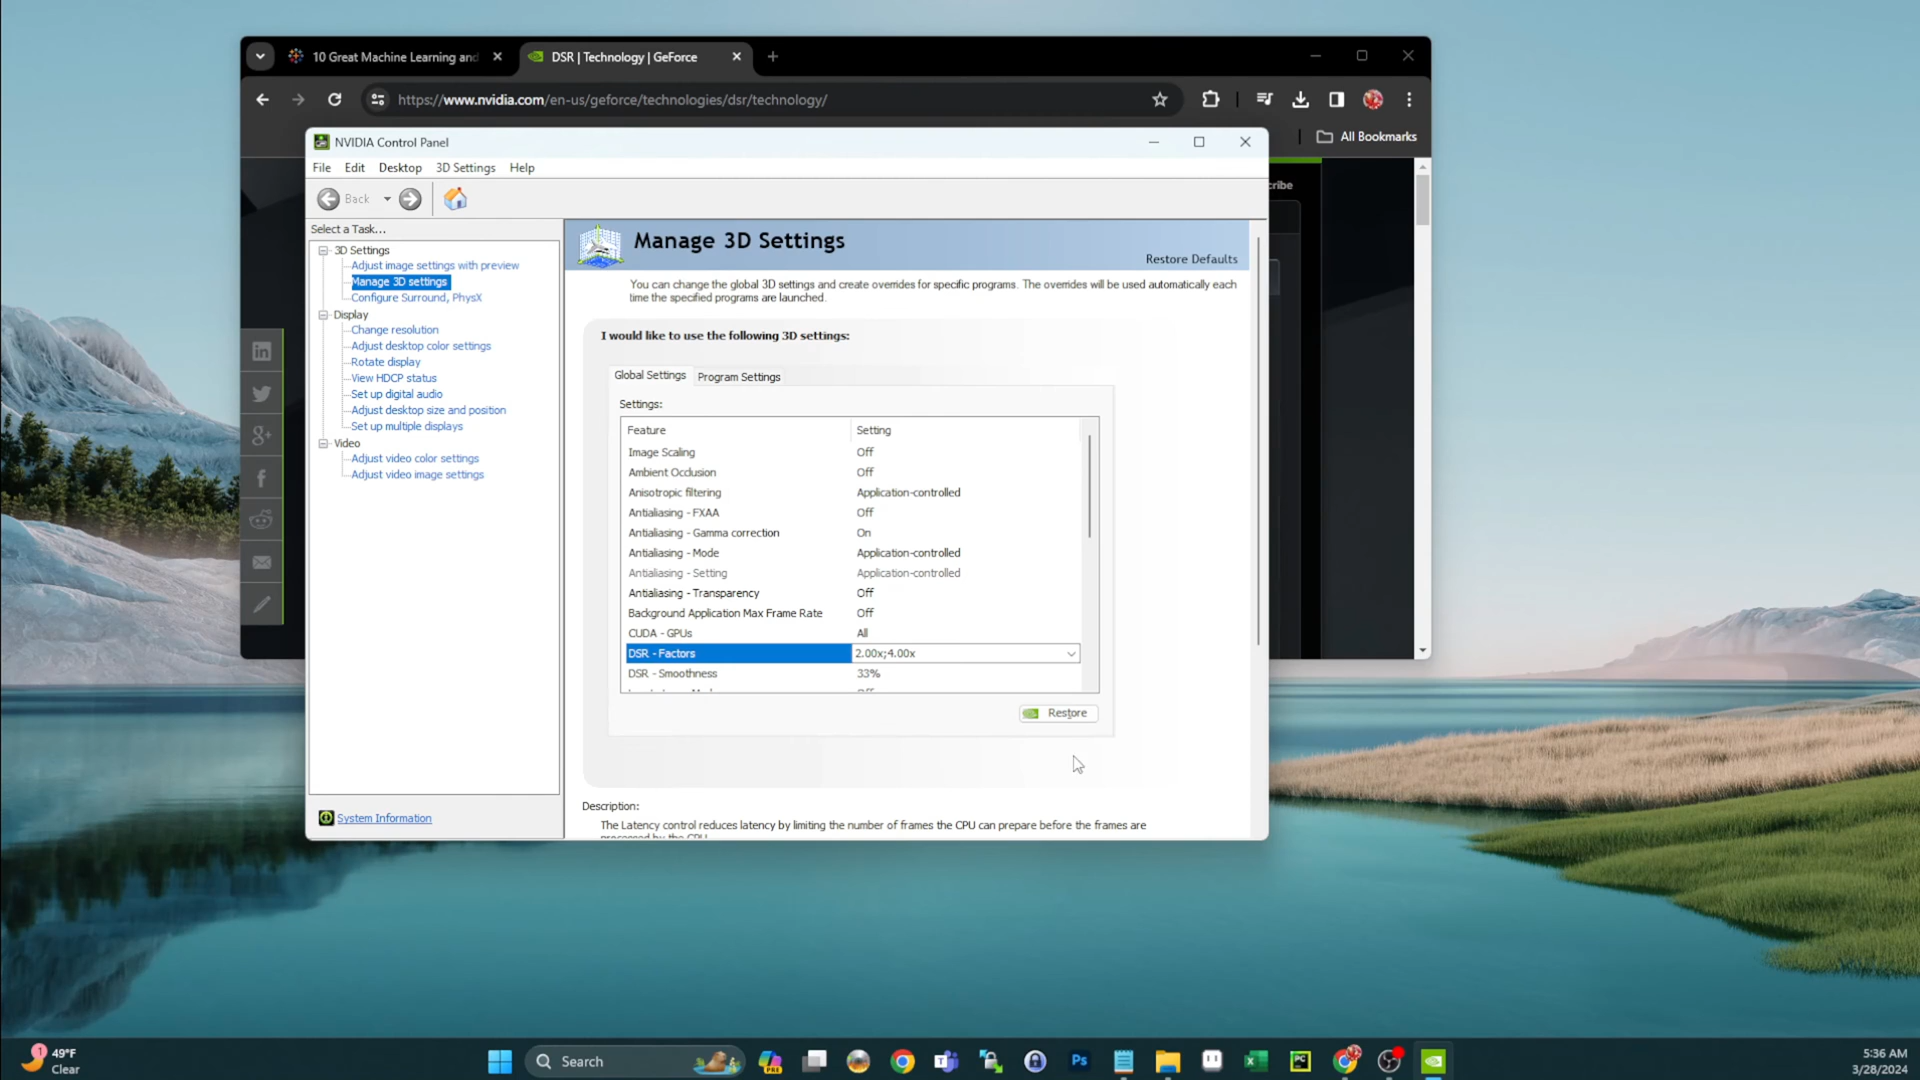 10 Great Machine Learning and
DSR | Technology | GeForce
https://www.nvidia.com/en-us/geforce/technologies/dsr/technology/
All Bookmarks
cribe
NVIDIA Control Panel
File Edit Desktop 3D Settings Help
Back
Select a Task...
3D Settings
Adjust image settings with preview
Manage 3D settings
Configure Surround, PhysX
Display
Change resolution
Adjust desktop color settings
Rotate display
View HDCP status
Set up digital audio
Adjust desktop size and position
Set up multiple displays
Video
Adjust video color settings
Adjust video image settings
System Information
Manage 3D Settings
Restore Defaults
You can change the global 3D settings and create overrides for specific programs. The overrides will be used automatically each
time the specified programs are launched.
I would like to use the following 3D settings:
Global Settings Program Settings
Settings:
Feature Setting
Image Scaling Off
Ambient Occlusion Off
Anisotropic filtering Application-controlled
Antialiasing - FXAA Off
Antialiasing - Gamma correction On
Antialiasing - Mode Application-controlled
Antialiasing - Setting Application-controlled
Antialiasing - Transparency Off
Background Application Max Frame Rate Off
CUDA - GPUs All
DSR - Factors 2.00x;4.00x
DSR - Smoothness 33%
Restore
Description:
The Latency control reduces latency by limiting the number of frames the CPU can prepare before the frames are
processed by the CPU.
in
g+
f
1
49°F
Clear
Search
PRE
Ps
PC
5:36 AM
3/28/2024